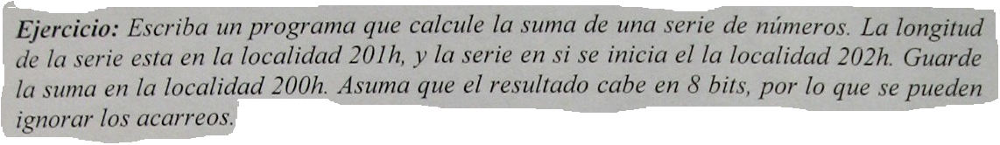 Ejercicio: Escriba un programa que calcule la suma de una serie de números. La longitud
de la serie esta en la localidad 201h, y la serie en si se inicia el la localidad 202h. Guarde
la suma en la localidad 200h. Asuma que el resultado cabe en 8 bits, por lo que se pueden
ignorar los acarreos.